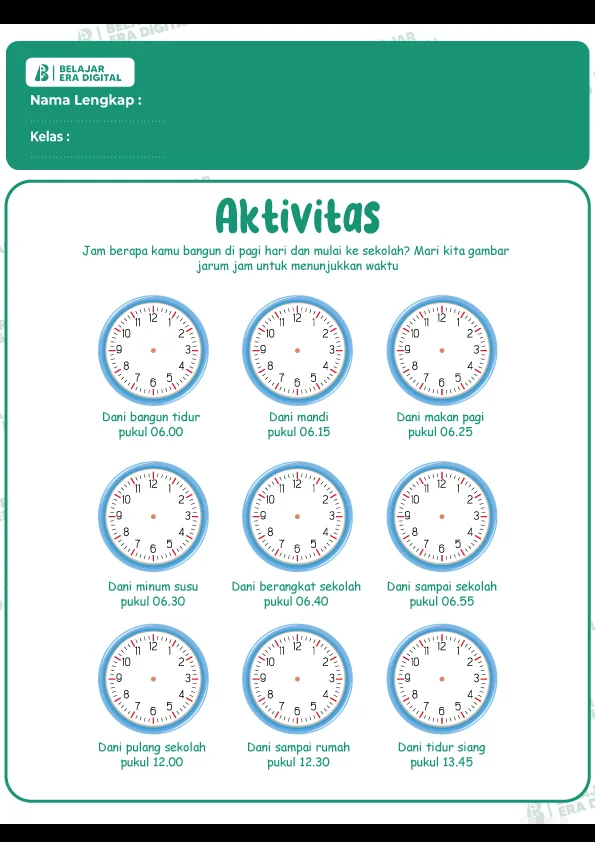 BELAJAR
ERA DIGITAL
Nama Lengkap :
Kelas :
Aktivitas
Jam berapa kamu bangun di pagi hari dan mulai ke sekolah? Mari kita gambar
jarum jam untuk menunjukkan waktu
12 1 2 3 4 5 6 7 8 9 10 11
12 1 2 3 4 5 6 7 8 9 10 11
12 1 2 3 4 5 6 7 8 9 10 11
Dani bangun tidur
pukul 06.00
Dani mandi
pukul 06.15
Dani makan pagi
pukul 06.25
12 1 2 3 4 5 6 7 8 9 10 11
12 1 2 3 4 5 6 7 8 9 10 11
12 1 2 3 4 5 6 7 8 9 10 11
Dani minum susu
pukul 06.30
Dani berangkat sekolah
pukul 06.40
Dani sampai sekolah
pukul 06.55
12 1 2 3 4 5 6 7 8 9 10 11
12 1 2 3 4 5 6 7 8 9 10 11
12 1 2 3 4 5 6 7 8 9 10 11
Dani pulang sekolah
pukul 12.00
Dani sampai rumah
pukul 12.30
Dani tidur siang
pukul 13.45